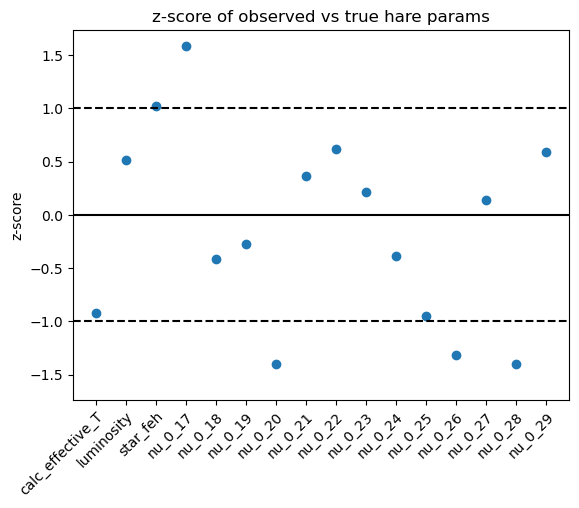 z-score of observed vs true hare params
z-score
1.5
1.0
0.5
0.0
−0.5
−1.0
−1.5
calc_effective_T
luminosity
star_feh
nu_0_17
nu_0_18
nu_0_19
nu_0_20
nu_0_21
nu_0_22
nu_0_23
nu_0_24
nu_0_25
nu_0_26
nu_0_27
nu_0_28
nu_0_29